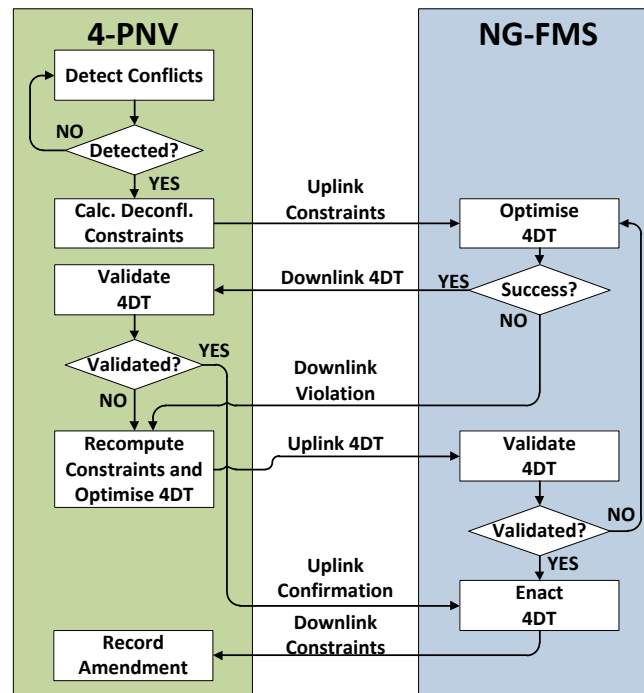 4-PNV
NG-FMS
Detect Conflicts
NO
Detected?
YES
Calc. Deconfl.
Constraints
Uplink
Constraints
Optimise
4DT
Validate
4DT
Downlink 4DT
YES
Success?
NO
Validated?
YES
NO
Downlink
Violation
Recompute
Constraints and
Optimise 4DT
Uplink 4DT
Validate
4DT
NO
Validated?
YES
Uplink
Confirmation
Enact
4DT
Downlink
Constraints
Record
Amendment